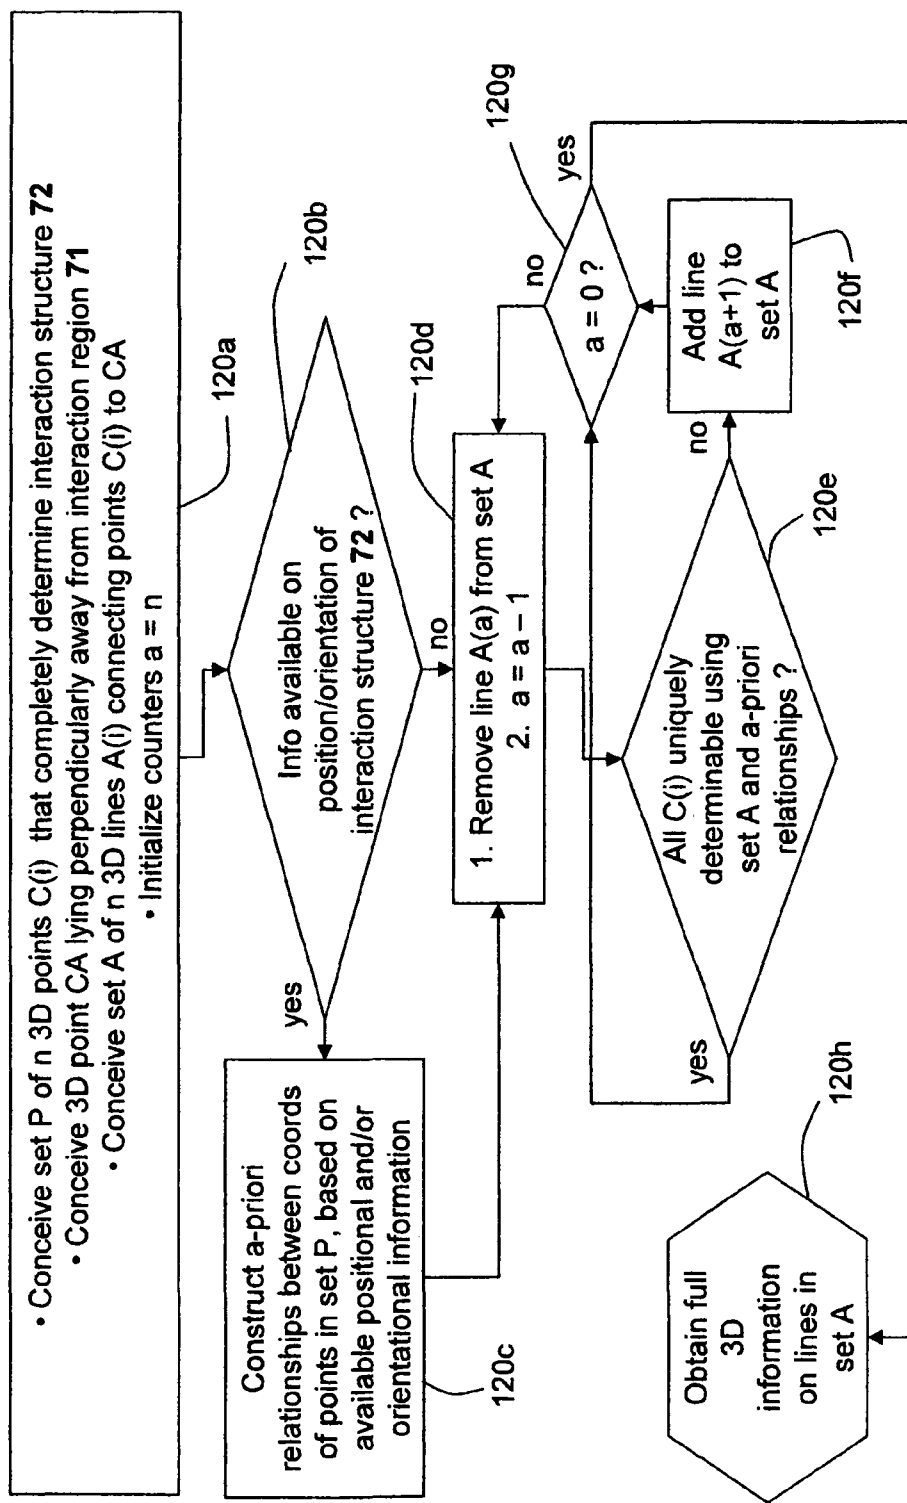 • Conceive set P of n 3D points C(i) that completely determine interaction structure 72
• Conceive 3D point CA lying perpendicularly away from interaction region 71
• Conceive set A of n 3D lines A(i) connecting points C(i) to CA
• Initialize counters a = n
120a
Info available on
position/orientation of
interaction structure 72 ?
120b
yes
no
Construct a-priori
relationships between coords
of points in set P, based on
available positional and/or
orientational information
120c
1. Remove line A(a) from set A
2. a = a – 1
120d
All C(i) uniquely
determinable using
set A and a-priori
relationships ?
120e
yes
no
Add line
A(a+1) to
set A
120f
a = 0 ?
120g
no
yes
Obtain full
3D
information
on lines in
set A
120h